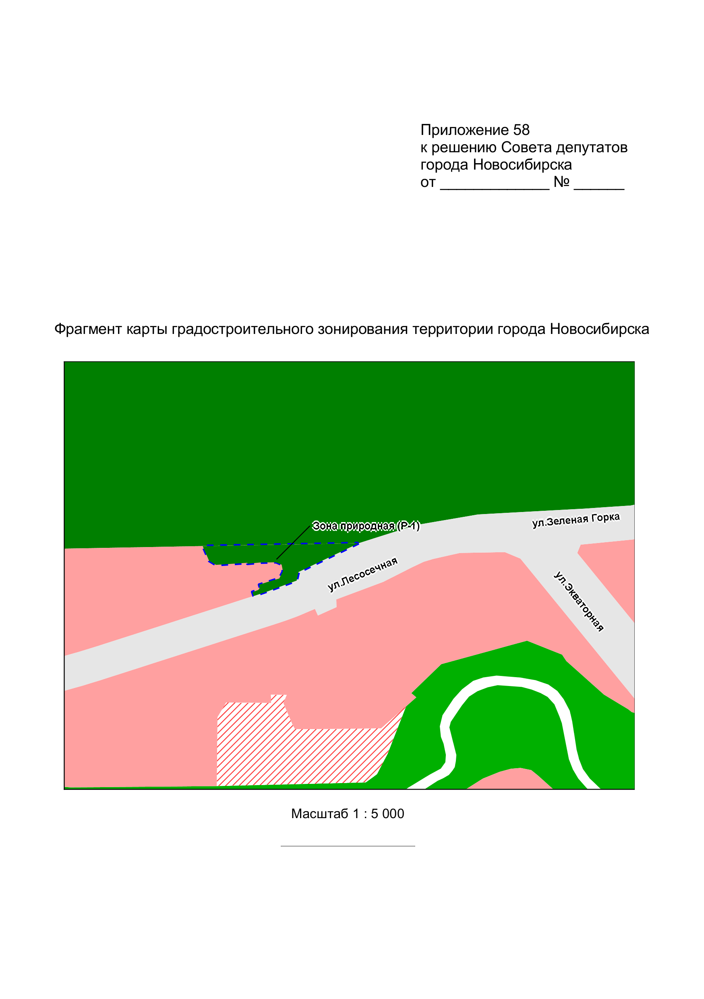 Приложение 58
к решению Совета депутатов
города Новосибирска
от _____________ № ______
Фрагмент карты градостроительного зонирования территории города Новосибирска
ул.Зеленая Горка
Зона природная (Р-1)
ул.Лесосечная
ул.Экваторная
Масштаб 1 : 5 000